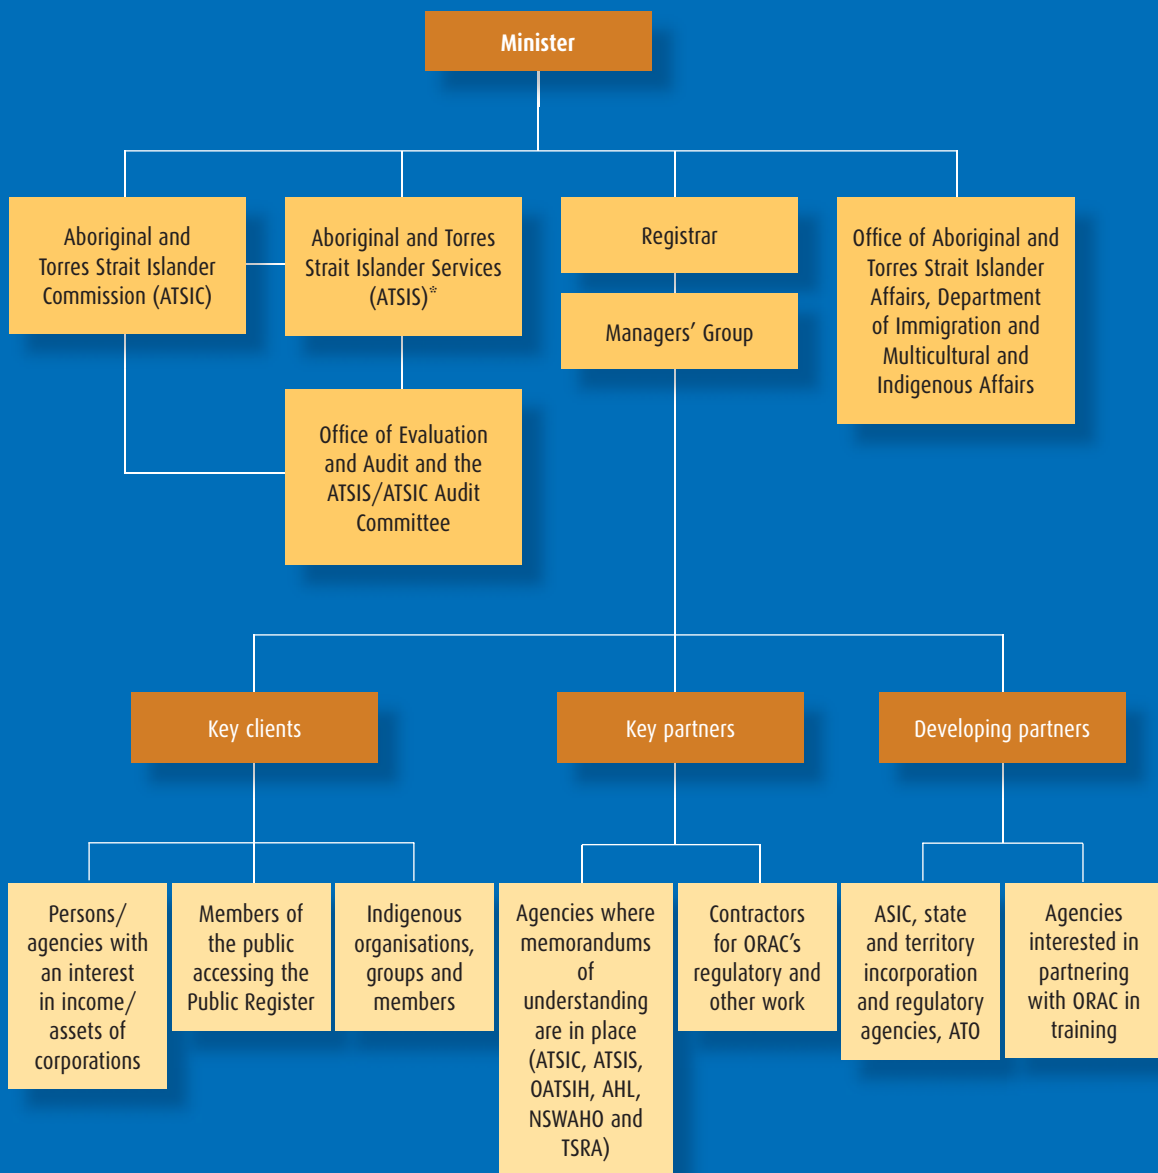 Minister
Aboriginal and
Torres Strait Islander
Commission (ATSIC)
Aboriginal and Torres
Strait Islander Services
(ATSIS)*
Registrar
Managers' Group
Office of Aboriginal and
Torres Strait Islander
Affairs, Department
of Immigration and
Multicultural and
Indigenous Affairs
Office of Evaluation
and Audit and the
ATSIS/ATSIC Audit
Committee
Key clients
Key partners
Developing partners
Persons/
agencies with
an interest
in income/
assets of
corporations
Members of
the public
accessing the
Public Register
Indigenous
organisations,
groups and
members
Agencies where
memorandums
of
understanding
are in place
(ATSIC, ATSIS,
OATSIH, AHL,
NSWAHO and
TSRA)
Contractors
for ORAC's
regulatory and
other work
ASIC, state
and territory
incorporation
and regulatory
agencies, ATO
Agencies
interested in
partnering
with ORAC in
training